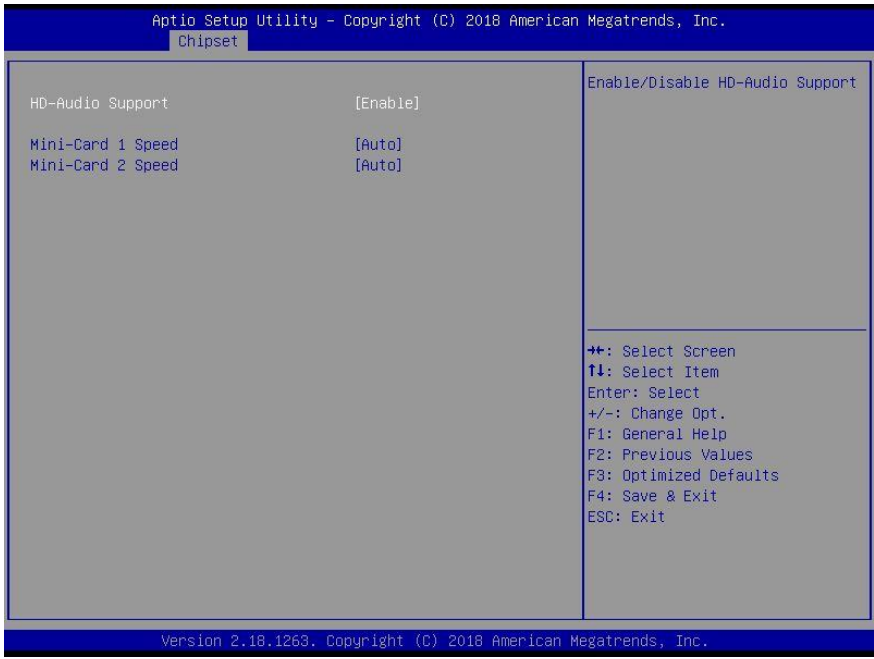 Aptio Setup Utility – Copyright (C) 2018 American Megatrends, Inc.
Chipset
HD-Audio Support [Enable]
Mini-Card 1 Speed [Auto]
Mini-Card 2 Speed [Auto]
Enable/Disable HD-Audio Support
→←: Select Screen
↑↓: Select Item
Enter: Select
+/-: Change Opt.
F1: General Help
F2: Previous Values
F3: Optimized Defaults
F4: Save & Exit
ESC: Exit
Version 2.18.1263. Copyright (C) 2018 American Megatrends, Inc.